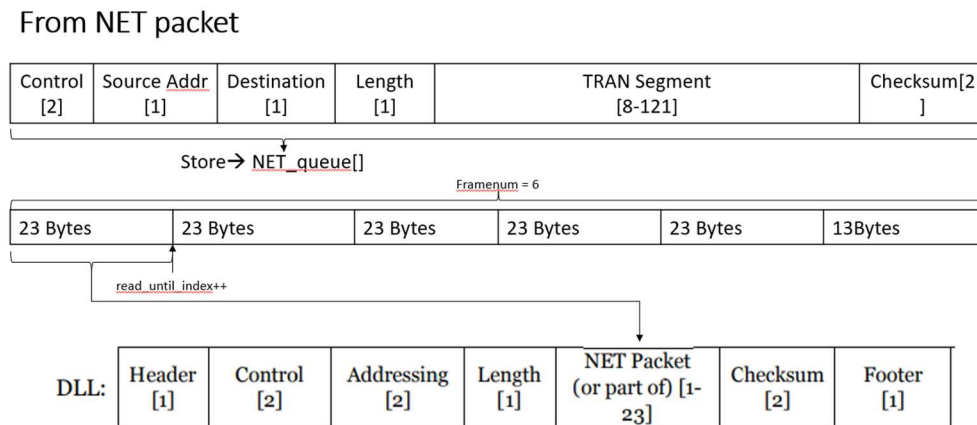 From NET packet
Control Source Addr Destination Length TRAN Segment Checksum[2
[2] [1] [1] [1] [8-121] ]
Store→ NET_queue[]
Framenum = 6
23 Bytes 23 Bytes 23 Bytes 23 Bytes 23 Bytes 13Bytes
read_until_index++
DLL: Header Control Addressing Length NET Packet Checksum Footer
[1] [2] [2] [1] (or part of) [1- [2] [1]
23]